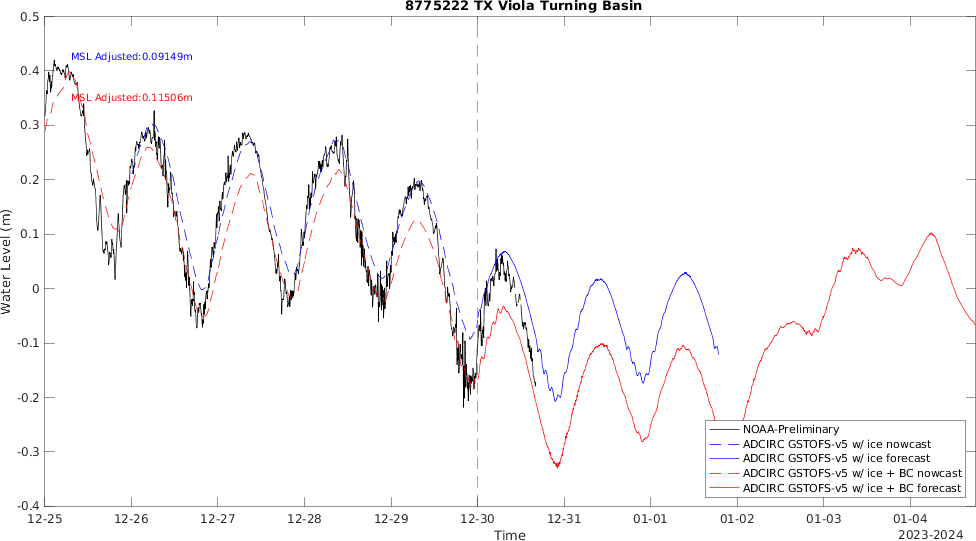 8775222 TX Viola Turning Basin
0.5
0.4
0.3
0.2
0.1
0
-0.1
-0.2
-0.3
-0.4
Water Level (m)
MSL Adjusted:0.09149m
MSL Adjusted:0.11506m
NOAA-Preliminary
ADCIRC GSTOFS-v5 w/ ice nowcast
ADCIRC GSTOFS-v5 w/ ice forecast
ADCIRC GSTOFS-v5 w/ ice + BC nowcast
ADCIRC GSTOFS-v5 w/ ice + BC forecast
12-25 12-26 12-27 12-28 12-29 12-30 12-31 01-01 01-02 01-03 01-04
Time
2023-2024